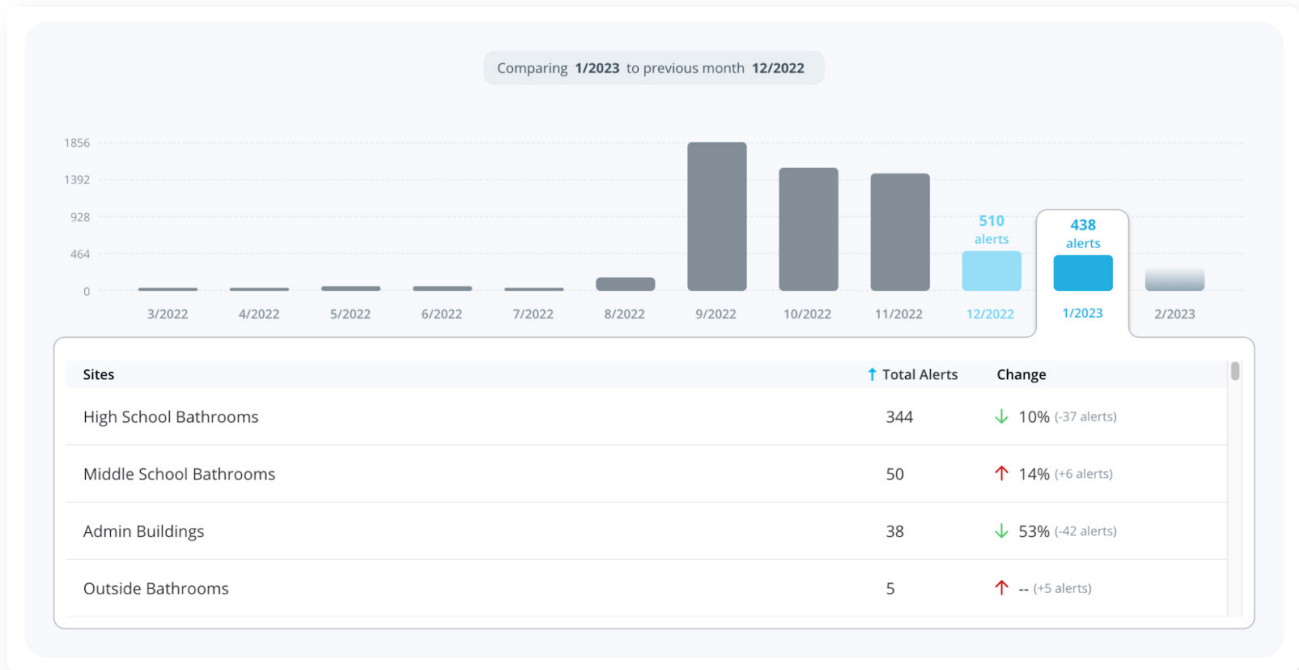 Comparing 1/2023 to previous month 12/2022
1856
1392
928
464
0
510
alerts
438
alerts
3/2022 4/2022 5/2022 6/2022 7/2022 8/2022 9/2022 10/2022 11/2022 12/2022 1/2023 2/2023
Sites ↑ Total Alerts Change
High School Bathrooms 344 ↓ 10% (-37 alerts)
Middle School Bathrooms 50 ↑ 14% (+6 alerts)
Admin Buildings 38 ↓ 53% (-42 alerts)
Outside Bathrooms 5 ↑ -- (+5 alerts)